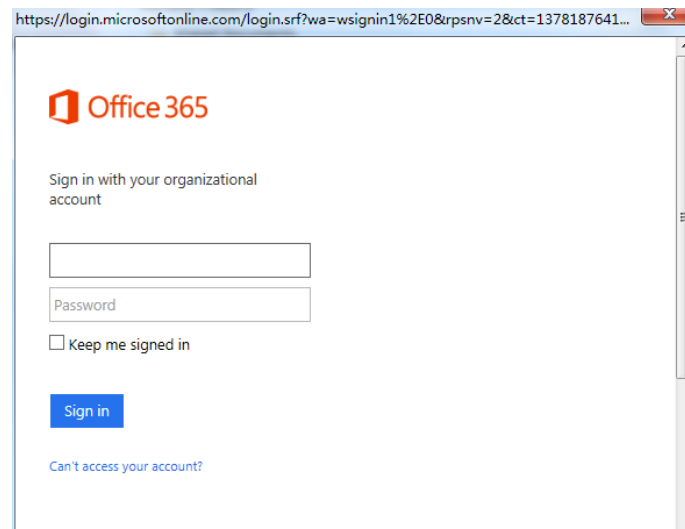 https://login.microsoftonline.com/login.srf?wa=wsignin1%2E0&rpsnv=2&ct=1378187641...
Office 365
Sign in with your organizational
account
Password
Keep me signed in
Sign in
Can't access your account?